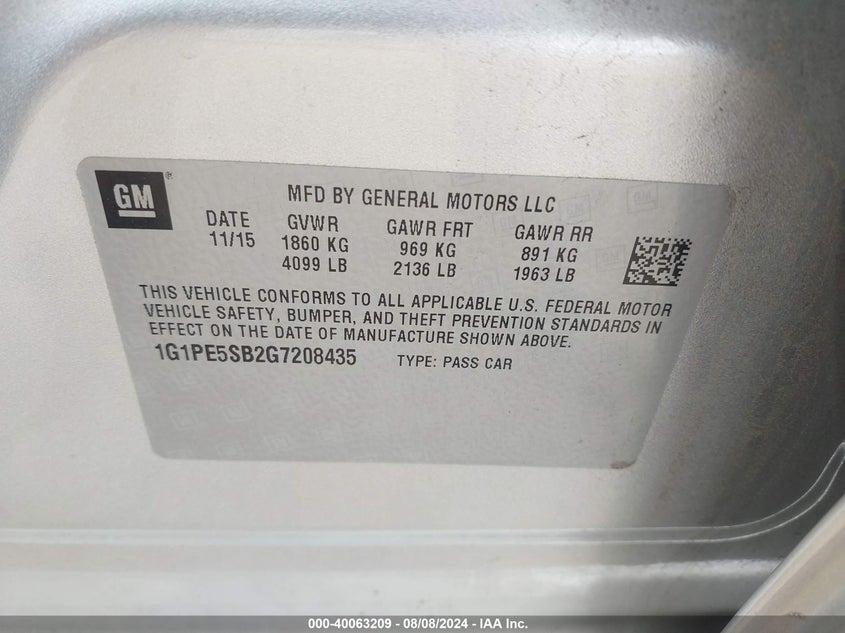 GM ®
MFD BY GENERAL MOTORS LLC
DATE GVWR GAWR FRT GAWR RR
11/15 1860 KG 969 KG 891 KG
4099 LB 2136 LB 1963 LB
THIS VEHICLE CONFORMS TO ALL APPLICABLE U.S. FEDERAL MOTOR
VEHICLE SAFETY, BUMPER, AND THEFT PREVENTION STANDARDS IN
EFFECT ON THE DATE OF MANUFACTURE SHOWN ABOVE.
1G1PE5SB2G7208435 TYPE: PASS CAR
000-40063209 - 08/08/2024 - IAA Inc.